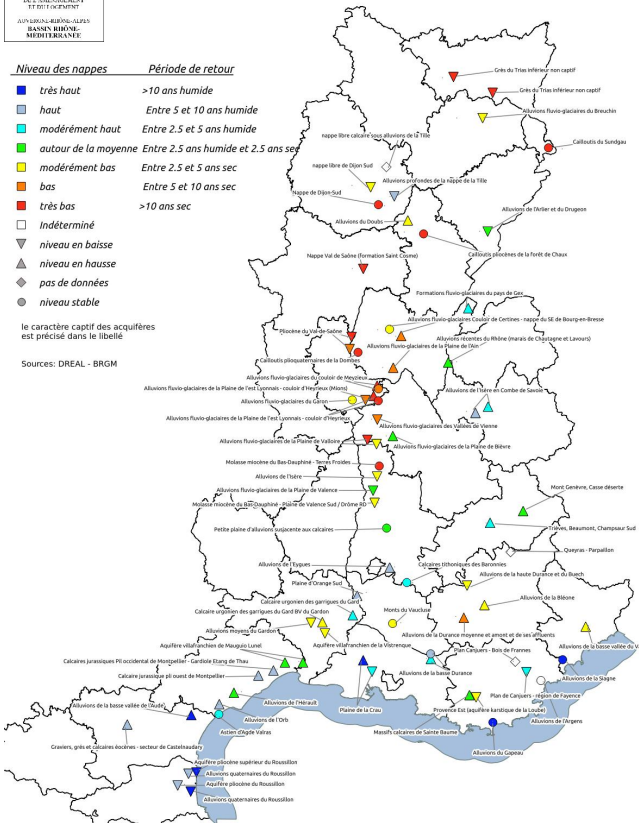 DE L'AMÉNAGEMENT
ET DU LOGEMENT
AUVERGNE-RHÔNE-ALPES
BASSIN RHÔNE-
MEDITERRANEE
Niveau des nappes Période de retour
très haut >10 ans humide
haut Entre 5 et 10 ans humide
modérément haut Entre 2.5 et 5 ans humide
autour de la moyenne Entre 2.5 ans humide et 2.5 ans sec
modérément bas Entre 2.5 et 5 ans sec
bas Entre 5 et 10 ans sec
très bas >10 ans sec
Indéterminé
niveau en baisse
niveau en hausse
pas de données
niveau stable
le caractère captif des acquifères
est précisé dans le libellé
Sources: DREAL - BRGM
Grès du Trias inférieur non captif
Grès du Trias inférieur non captif
Alluvions fluvio-glaciaires du Breuchin
Cailloutis du Sundgau
nappe libre calcaire sous alluvions de la Tille
nappe libre de Dijon Sud
Alluvions profondes de la nappe de la Tille
Nappe de Dijon-Sud
Alluvions du Doubs
Alluvions de l'Arlier et du Drugeon
Cailloutis pliocènes de la forêt de Chaux
Nappe Val de Saône (formation Saint Cosme)
Formations fluvio-glaciaires du pays de Gex
Alluvions fluvio-glaciaires Couloir de Certines - nappe du SE de Bourg-en-Bresse
Pliocène du Val-de-Saône
Alluvions récentes du Rhône (marais de Chautagne et Lavours)
Alluvions fluvio-glaciaires de la Plaine de l'Ain
Cailloutis plioquaternaires de la Dombes
Alluvions fluvio-glaciaires du couloir de Meyzieux
Alluvions fluvio-glaciaires de la Plaine de l'est Lyonnais - couloir d'Heyrieux (Mions)
Alluvions de l'Isère en Combe de Savoie
Alluvions fluvio-glaciaires du Garon
Alluvions fluvio-glaciaires de la Plaine de l'est Lyonnais - couloir d'Heyrieux
Alluvions fluvio-glaciaires des Vallées de Vienne
Alluvions fluvio-glaciaires de la Plaine de Valloire
Alluvions fluvio-glaciaires de la Plaine de Bièvre
Molasse miocène du Bas-Dauphiné - Terres Froides
Alluvions de l'Isère
Alluvions fluvio-glaciaires de la Plaine de Valence
Mont Genèvre, Casse déserte
Molasse miocène du Bas-Dauphiné - Plaine de Valence Sud / Drôme RD
Petite plaine d'alluvions susjacente aux calcaires
Trièves, Beaumont, Champsaur Sud
Queyras - Parpaillon
Alluvions de l'Eygues
Calcaires tithoniques des Baronnies
Alluvions de la haute Durance et du Buech
Plaine d'Orange Sud
Alluvions de la Bléone
Calcaire urgonien des garrigues du Gard
Calcaire urgonien des garrigues du Gard BV du Gardon
Monts du Vaucluse
Alluvions moyens du Gardon
Alluvions de la Durance moyenne et amont et de ses affluents
Aquifère villafranchien de Mauguio Lunel
Aquifère villafranchien de la Vistrenque
Alluvions de la basse vallée du V
Plan Canjuers - Bois de Frannes
Calcaires jurassiques Pli occidental de Montpellier - Gardiole Etang de Thau
Alluvions de la basse Durance
Calcaire jurassique pli ouest de Montpellier
Alluvions de la Siagne
Plan de Canjuers - région de Fayence
Alluvions de l'Hérault
Alluvions de la basse vallée de l'Aude
Plaine de la Crau
Provence Est (aquifère karstique de la Loube)
Alluvions de l'Orb
Alluvions de l'Argens
Astien d'Agde Valras
Massifs calcaires de Sainte Baume
Graviers, grès et calcaires éocènes - secteur de Castelnaudary
Alluvions du Gapeau
Aquifère pliocène supérieur du Roussillon
Alluvions quaternaires du Roussillon
Aquifère pliocène du Roussillon
Alluvions quaternaires du Roussillon